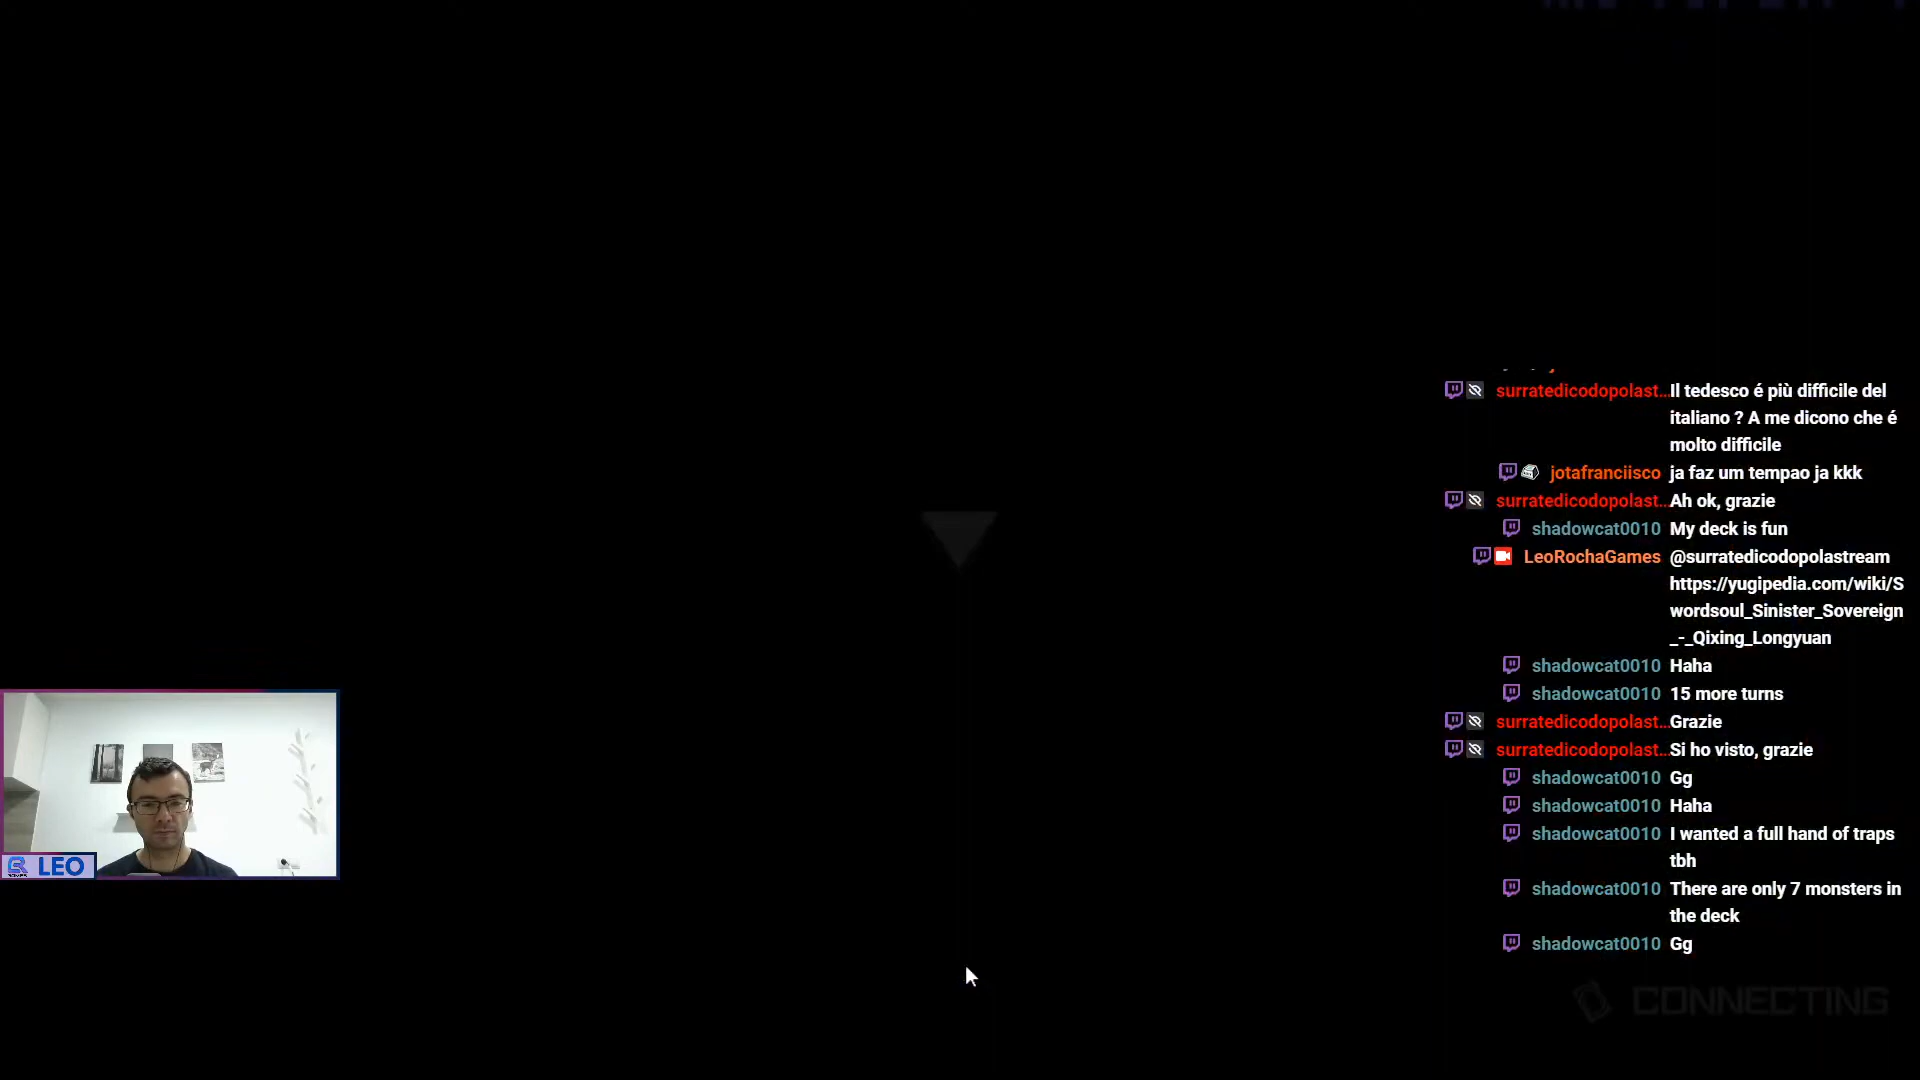 surratedicodopolast... Il tedesco é più difficile del
italiano ? A me dicono che é
molto difficile
jotafranciisco ja faz um tempao ja kkk
surratedicodopolast... Ah ok, grazie
shadowcat0010 My deck is fun
LeoRochaGames @surratedicodopolastream
https://yugipedia.com/wiki/S
wordsoul_Sinister_Sovereign
_-_Qixing_Longyuan
shadowcat0010 Haha
shadowcat0010 15 more turns
surratedicodopolast... Grazie
surratedicodopolast... Si ho visto, grazie
shadowcat0010 Gg
shadowcat0010 Haha
shadowcat0010 I wanted a full hand of traps
tbh
shadowcat0010 There are only 7 monsters in
the deck
shadowcat0010 Gg
LEO
CONNECTING